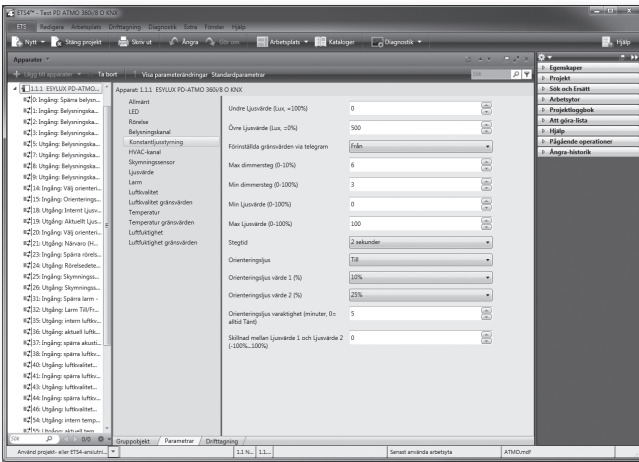 ETS4™ - Test PD ATMO 360i/8 O KNX
ETS Redigera Arbetsplats Driftagning Diagnostik Extra Fönster Hjälp
Nytt Stäng projekt Skriv ut Ångra Gör om Arbetsplats Kataloger Diagnostik Hjälp
Apparater
Lägg till apparater Ta bort Visa parameterändringar Standardparametrar Sök
1.1.1 ESYLUX PD-ATMO...
0: Ingång: Spärra belysn...
1: Ingång: Belysningska...
2: Ingång: Belysningska...
3: Ingång: Belysningska...
5: Utgång: Belysningska...
7: Utgång: Belysningska...
8: Utgång: Belysningska...
9: Utgång: Belysningska...
14: Ingång: Välj orienteri...
15: Ingång: Orienterings...
18: Utgång: Internt Ljusv...
19: Utgång: Aktuellt Ljus...
20: Ingång: Välj orienteri...
21: Utgång: Närvaro (H...
23: Ingång: Spärra rörels...
24: Utgång: Rörelsedete...
25: Ingång: Skymningss...
26: Utgång: Skymningss...
31: Ingång: Spärra larm -
32: Utgång: Larm Till/Fr...
35: Utgång: intern luftkv...
36: Utgång: aktuell luftk...
37: Ingång: spärra akusti...
38: Ingång: spärra luftkv...
40: Utgång: luftkvalitet...
41: Ingång: spärra luftkv...
43: Utgång: luftkvalitet...
44: Ingång: spärra luftkv...
46: Utgång: luftkvalitet...
54: Utgång: intern temp...
55: Utgång: aktuell tem...
Sök 0/0
Apparat: 1.1.1 ESYLUX PD-ATMO 360i/8 O KNX
Allmänt
LED
Rörelse
Belysningskanal
Konstantljusstyrning
HVAC-kanal
Skymningssensor
Ljusvärde
Larm
Luftkvalitet
Luftkvalitet gränsvärden
Temperatur
Temperatur gränsvärden
Luftfuktighet
Luftfuktighet gränsvärden
Undre Ljusvärde (Lux, =100%) 0
Övre Ljusvärde (Lux, =0%) 500
Förinställda gränsvärden via telegram Från
Max dimmersteg (0-10%) 6
Min dimmersteg (0-100%) 3
Min Ljusvärde (0-100%) 0
Max Ljusvärde (0-100%) 100
Stegtid 2 sekunder
Orienteringsljus Till
Orienteringsljus värde 1 (%) 10%
Orienteringsljus värde 2 (%) 25%
Orienteringsljus varaktighet (minuter, 0= 5
alltid Tänt)
Skillnad mellan Ljusvärde 1 och Ljusvärde 2 0
(-100%...100%)
Gruppobjekt Parametrar Drifttagning
Egenskaper
Projekt
Sök och Ersätt
Arbetsytor
Projektloggbok
Att göra-lista
Hjälp
Pågående operationer
Ångra-historik
Använd projekt- eller ETS4-anslutni... 1.1 N... 1.1.... Senast använda arbetsyta ATMO.mdf